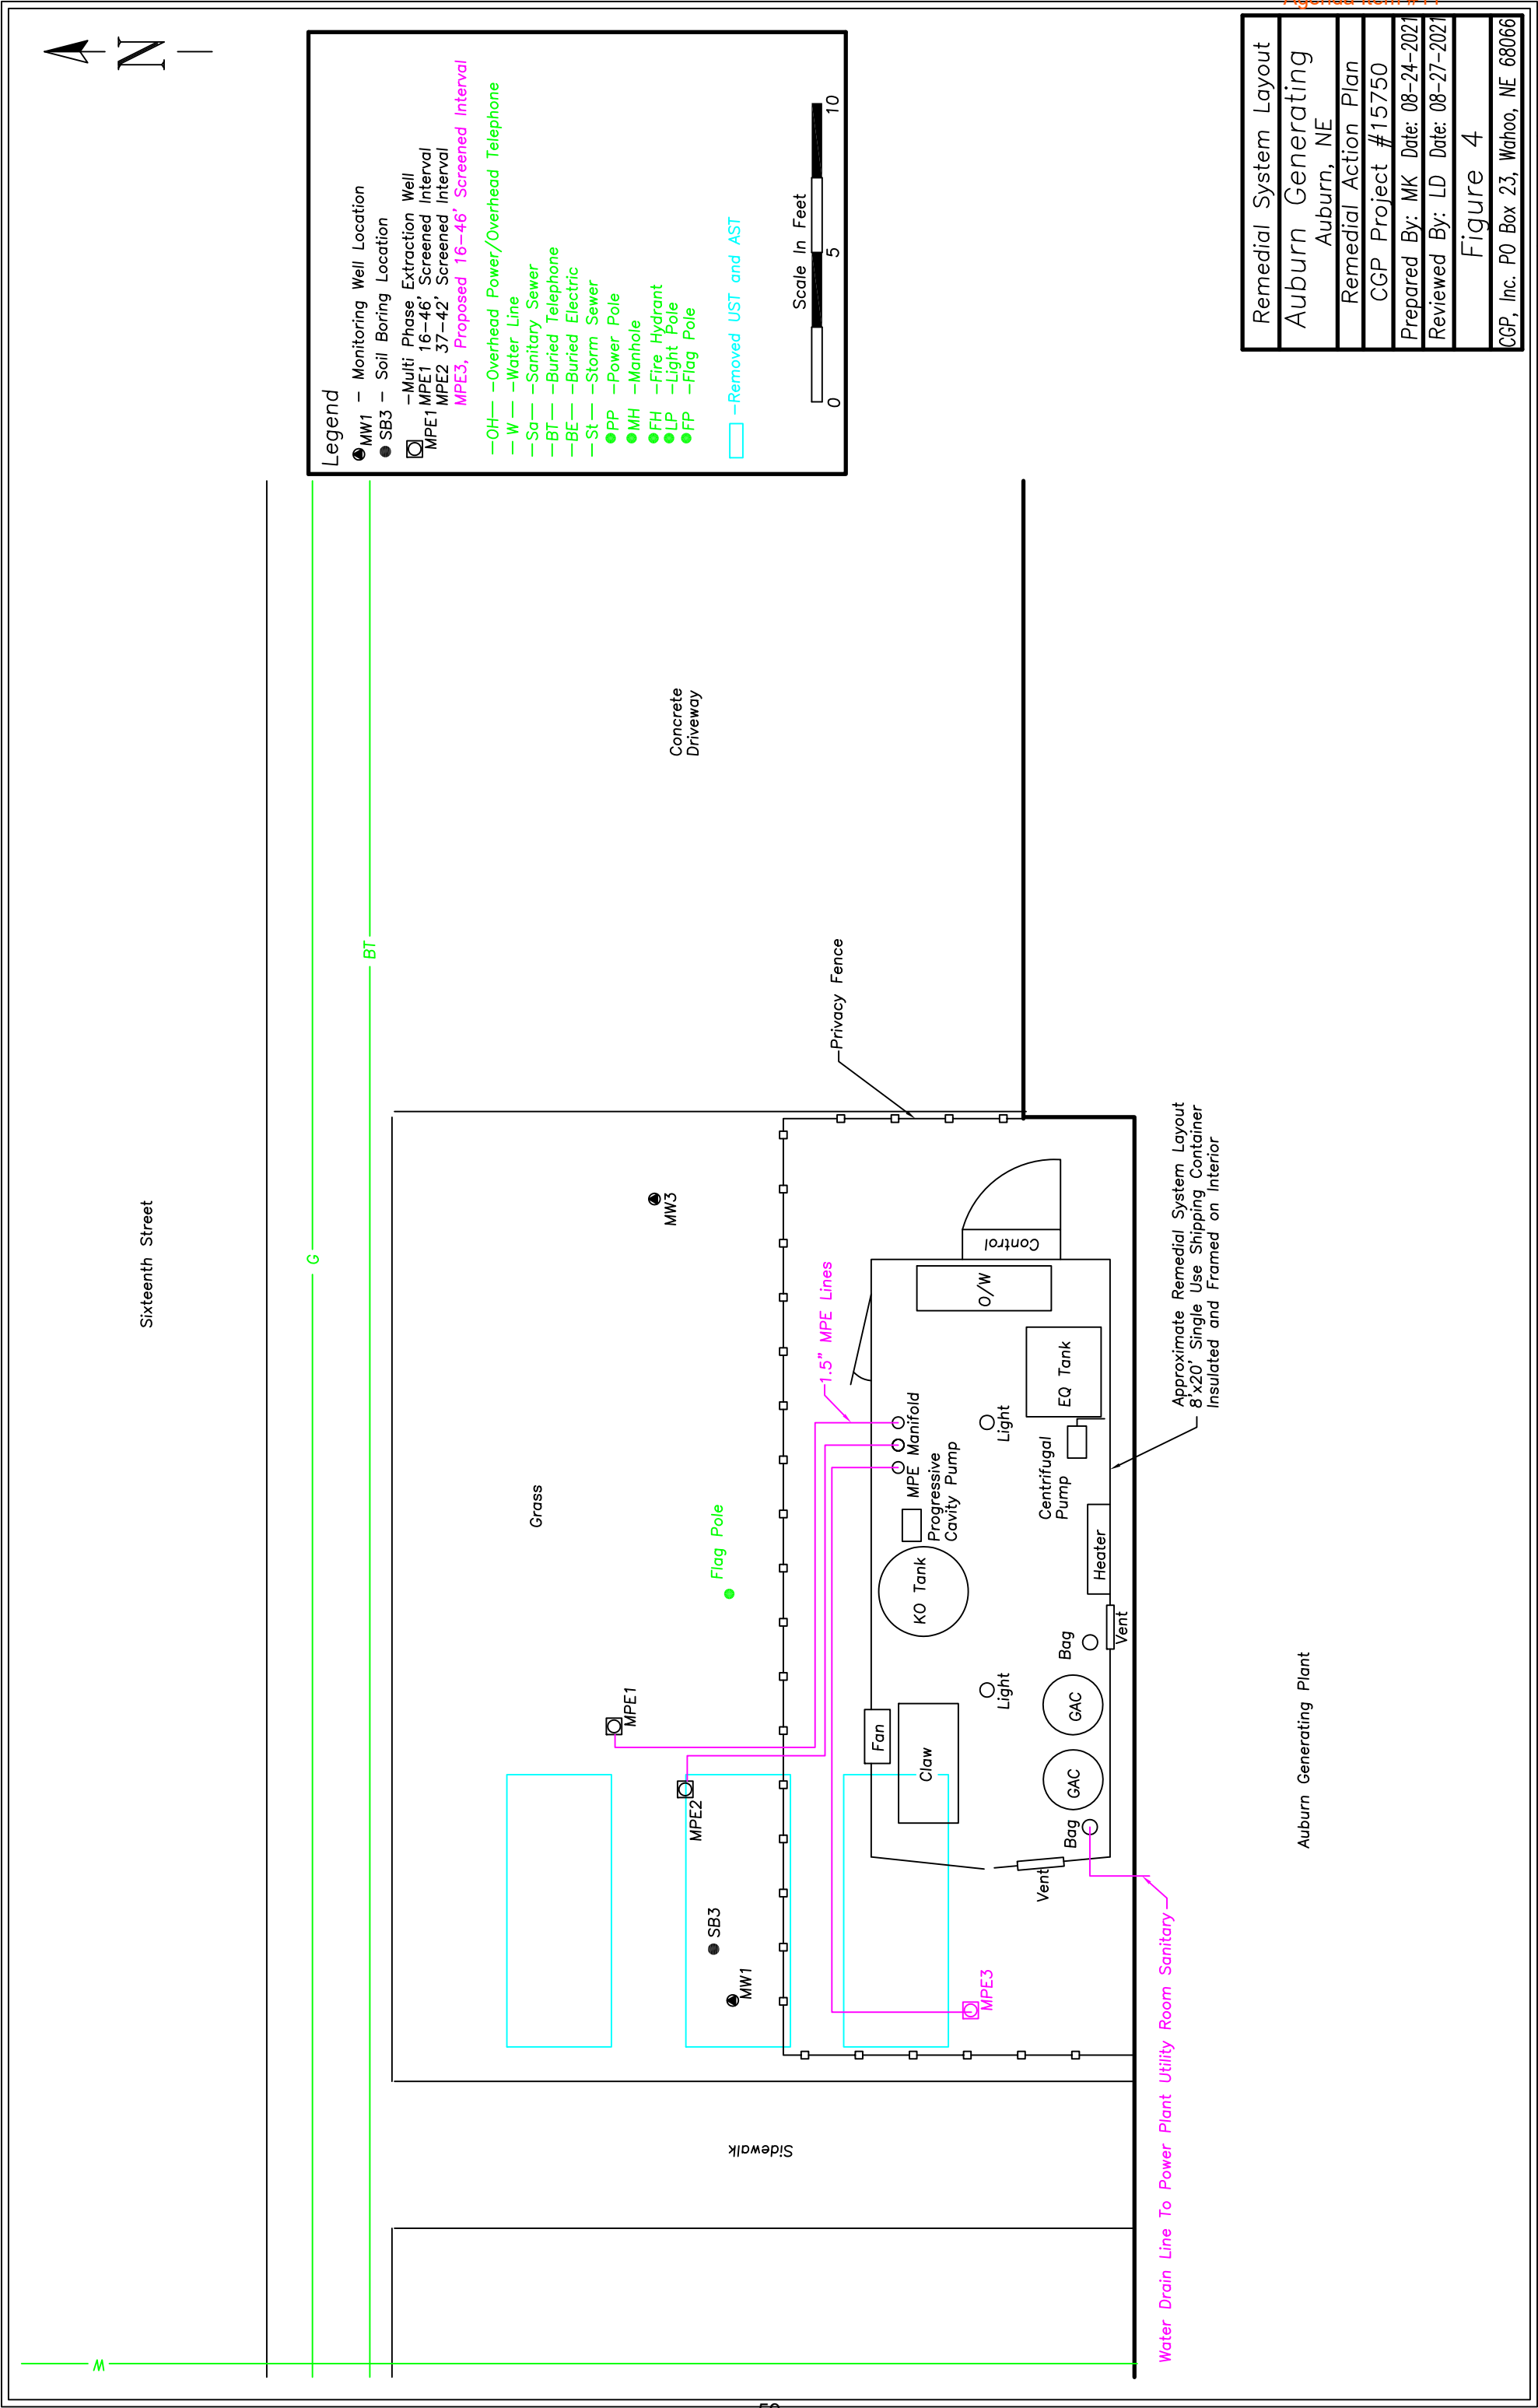 Sixteenth Street
W
G
BT
Grass
Concrete
Driveway
Sidewalk
MW3
Flag Pole
MPE1
MPE2
SB3
MW1
MPE3
Privacy Fence
1.5" MPE Lines
Control
O/W
EQ Tank
MPE Manifold
Progressive
Cavity Pump
Light
Centrifugal
Pump
KO Tank
Heater
Vent
Bag
Light
Fan
Claw
GAC
GAC
Bag
Vent
Approximate Remedial System Layout
8'x20' Single Use Shipping Container
Insulated and Framed on Interior
Water Drain Line To Power Plant Utility Room Sanitary
Auburn Generating Plant
N
Legend
MW1 - Monitoring Well Location
SB3 - Soil Boring Location
-Multi Phase Extraction Well
MPE1 MPE1 16-46' Screened Interval
MPE2 37-42' Screened Interval
MPE3, Proposed 16-46' Screened Interval
-OH- -Overhead Power/Overhead Telephone
- W - -Water Line
-Sa- -Sanitary Sewer
-BT- -Buried Telephone
-BE- -Buried Electric
-St- -Storm Sewer
PP -Power Pole
MH -Manhole
FH -Fire Hydrant
LP -Light Pole
FP -Flag Pole
-Removed UST and AST
Scale In Feet
0 5 10
Remedial System Layout
Auburn Generating
Auburn, NE
Remedial Action Plan
CGP Project #15750
Prepared By: MK Date: 08-24-2021
Reviewed By: LD Date: 08-27-2021
Figure 4
CGP, Inc. PO Box 23, Wahoo, NE 68066